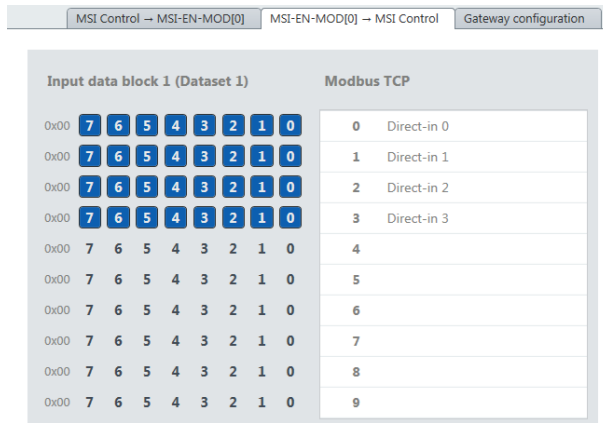 MSI Control → MSI-EN-MOD[0] MSI-EN-MOD[0] → MSI Control Gateway configuration
Input data block 1 (Dataset 1) Modbus TCP
0x00 7 6 5 4 3 2 1 0 0 Direct-in 0
0x00 7 6 5 4 3 2 1 0 1 Direct-in 1
0x00 7 6 5 4 3 2 1 0 2 Direct-in 2
0x00 7 6 5 4 3 2 1 0 3 Direct-in 3
0x00 7 6 5 4 3 2 1 0 4
0x00 7 6 5 4 3 2 1 0 5
0x00 7 6 5 4 3 2 1 0 6
0x00 7 6 5 4 3 2 1 0 7
0x00 7 6 5 4 3 2 1 0 8
0x00 7 6 5 4 3 2 1 0 9